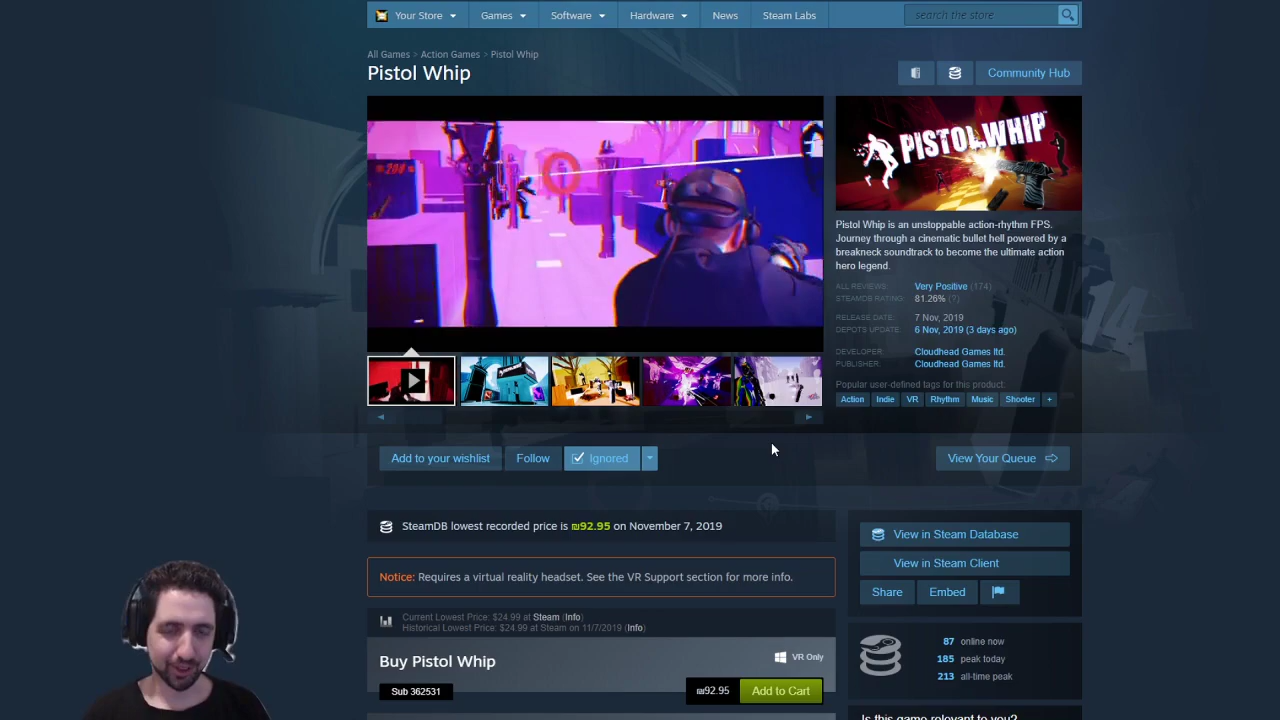 Your Store
Games
Software
Hardware
News
Steam Labs
search the store
All Games > Action Games > Pistol Whip
Pistol Whip
Community Hub
PISTOL WHIP
Pistol Whip is an unstoppable action-rhythm FPS.
Journey through a cinematic bullet hell powered by a
breakneck soundtrack to become the ultimate action
hero legend.
ALL REVIEWS: Very Positive (174)
STEAMDB RATING: 81.26% (?)
RELEASE DATE: 7 Nov, 2019
DEPOTS UPDATE: 6 Nov, 2019 (3 days ago)
DEVELOPER: Cloudhead Games ltd.
PUBLISHER: Cloudhead Games ltd.
Popular user-defined tags for this product:
Action Indie VR Rhythm Music Shooter +
Add to your wishlist
Follow
Ignored
View Your Queue
SteamDB lowest recorded price is ₪92.95 on November 7, 2019
View in Steam Database
View in Steam Client
Share
Embed
Notice: Requires a virtual reality headset. See the VR Support section for more info.
Current Lowest Price: $24.99 at Steam (Info)
Historical Lowest Price: $24.99 at Steam on 11/7/2019 (Info)
Buy Pistol Whip
VR Only
Sub 362531
₪92.95
Add to Cart
87 online now
185 peak today
213 all-time peak
Is this game relevant to you?